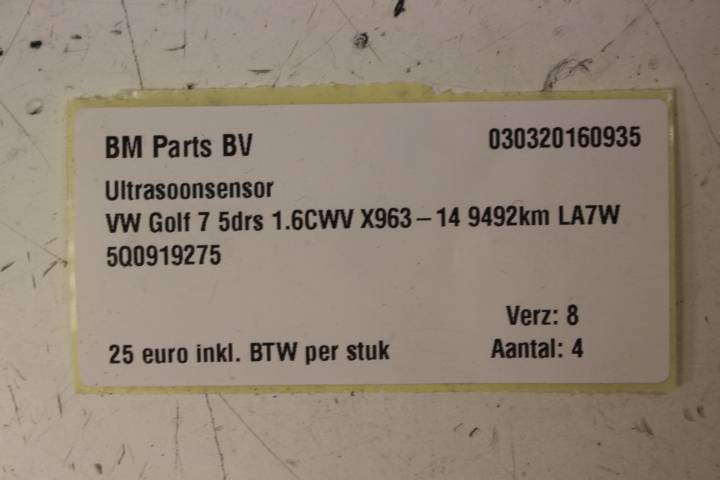 BM Parts BV 030320160935
Ultrasoonsensor
VW Golf 7 5drs 1.6CWV X963-14 9492km LA7W
5Q0919275
Verz: 8
25 euro inkl. BTW per stuk Aantal: 4